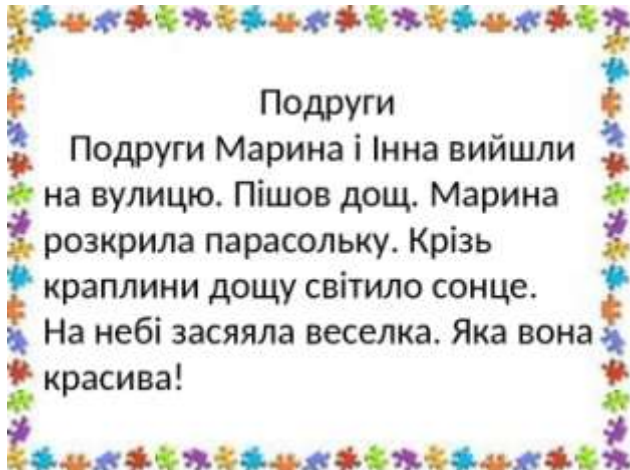 Подруги
Подруги Марина і Інна вийшли
на вулицю. Пішов дощ. Марина
розкрила парасольку. Крізь
краплини дощу світило сонце.
На небі засяяла веселка. Яка вона
красива!